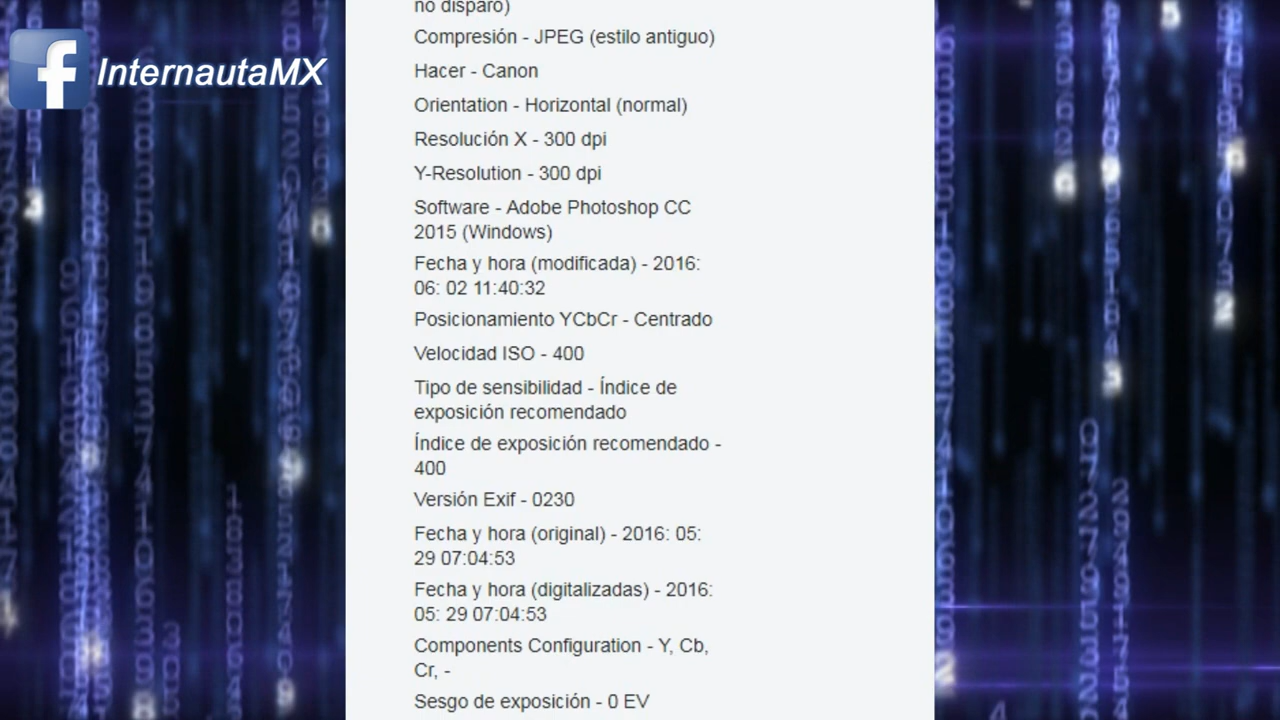 InternautaMX
no disparo)
Compresión - JPEG (estilo antiguo)
Hacer - Canon
Orientation - Horizontal (normal)
Resolución X - 300 dpi
Y-Resolution - 300 dpi
Software - Adobe Photoshop CC
2015 (Windows)
Fecha y hora (modificada) - 2016:
06: 02 11:40:32
Posicionamiento YCbCr - Centrado
Velocidad ISO - 400
Tipo de sensibilidad - Índice de
exposición recomendado
Índice de exposición recomendado -
400
Versión Exif - 0230
Fecha y hora (original) - 2016: 05:
29 07:04:53
Fecha y hora (digitalizadas) - 2016:
05: 29 07:04:53
Components Configuration - Y, Cb,
Cr, -
Sesgo de exposición - 0 EV